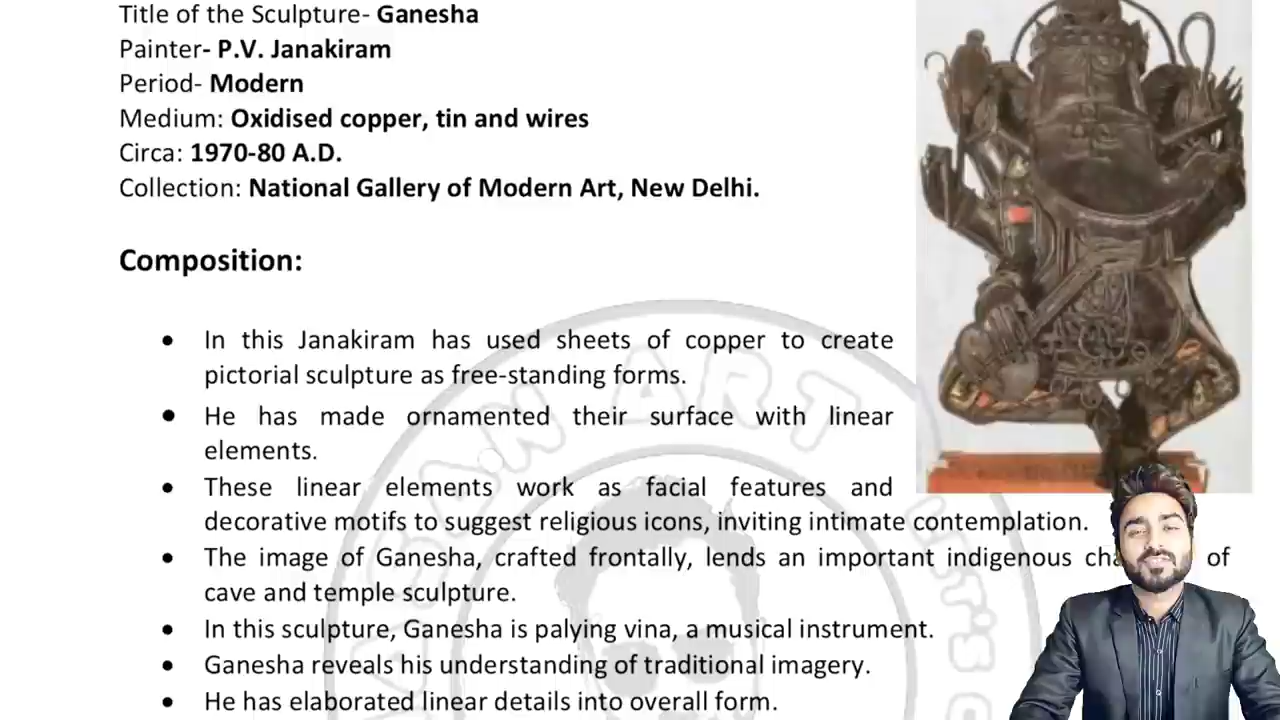 Title of the Sculpture- Ganesha
Painter- P.V. Janakiram
Period- Modern
Medium: Oxidised copper, tin and wires
Circa: 1970-80 A.D.
Collection: National Gallery of Modern Art, New Delhi.
Composition:
• In this Janakiram has used sheets of copper to create
pictorial sculpture as free-standing forms.
• He has made ornamented their surface with linear
elements.
• These linear elements work as facial features and
decorative motifs to suggest religious icons, inviting intimate contemplation.
• The image of Ganesha, crafted frontally, lends an important indigenous of
cave and temple sculpture.
• In this sculpture, Ganesha is palying vina, a musical instrument.
• Ganesha reveals his understanding of traditional imagery.
• He has elaborated linear details into overall form.
ART